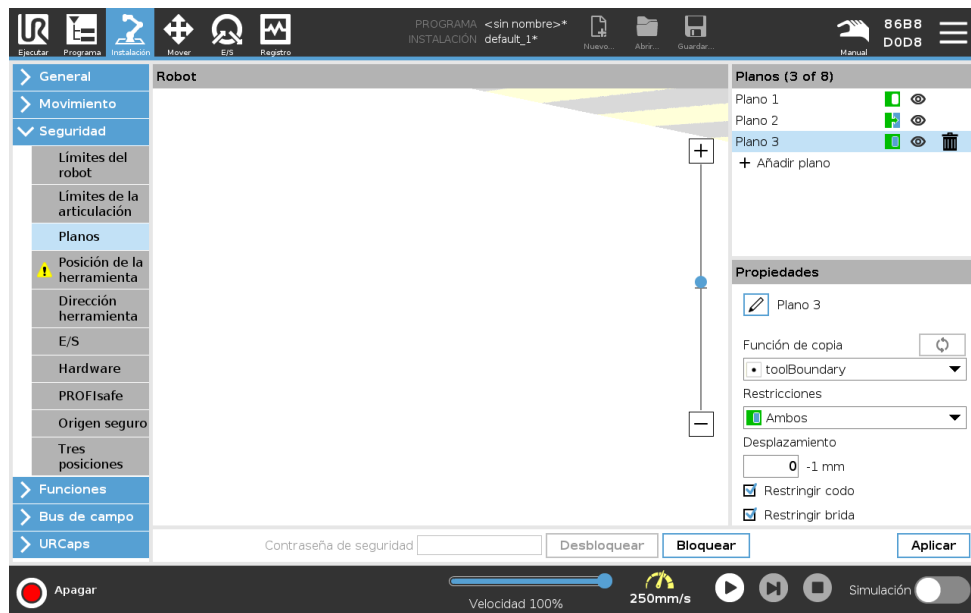 PROGRAMA <sin nombre>*
INSTALACIÓN default_1*
Ejecutar Programa Instalación Mover E/S Registro
Nuevo... Abrir... Guardar...
Manual
86B8
D0D8
General
Movimiento
Seguridad
Límites del
robot
Límites de la
articulación
Planos
Posición de la
herramienta
Dirección
herramienta
E/S
Hardware
PROFIsafe
Origen seguro
Tres
posiciones
Funciones
Bus de campo
URCaps
Robot
+
−
Planos (3 of 8)
Plano 1
Plano 2
Plano 3
+ Añadir plano
Propiedades
Plano 3
Función de copia
toolBoundary
Restricciones
Ambos
Desplazamiento
0 -1 mm
Restringir codo
Restringir brida
Contraseña de seguridad
Desbloquear
Bloquear
Aplicar
Apagar
Velocidad 100%
250mm/s
Simulación